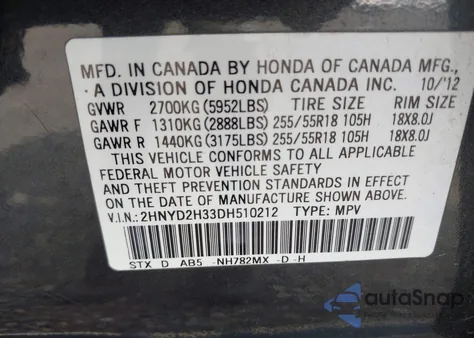 MFD. IN CANADA BY HONDA OF CANADA MFG.,
A DIVISION OF HONDA CANADA INC. 10/'12
GVWR 2700KG (5952LBS) TIRE SIZE RIM SIZE
GAWR F 1310KG (2888LBS) 255/55R18 105H 18X8.0J
GAWR R 1440KG (3175LBS) 255/55R18 105H 18X8.0J
THIS VEHICLE CONFORMS TO ALL APPLICABLE
FEDERAL MOTOR VEHICLE SAFETY
STANDARDS IN EFFECT ON THE
DATE OF MANUFACTURE SHOWN ABOVE.
V.I.N.:2HNYD2H33DH510212 TYPE: MPV
STX D AB5 -NH782MX -D -H
autoSnap